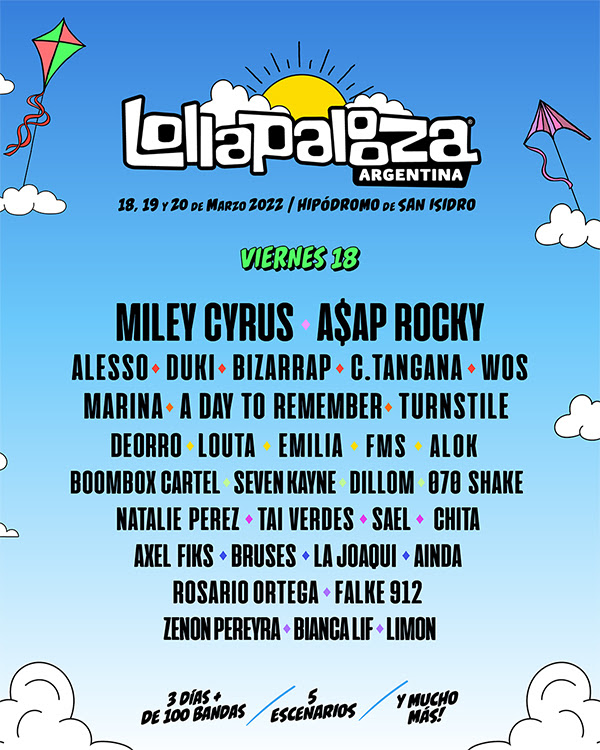 Lollapalooza®
ARGENTINA
18, 19 Y 20 DE MARZO 2022 / HIPÓDROMO DE SAN ISIDRO
VIERNES 18
MILEY CYRUS ♦ A$AP ROCKY
ALESSO ♦ DUKI ♦ BIZARRAP ♦ C.TANGANA ♦ WOS
MARINA ♦ A DAY TO REMEMBER ♦ TURNSTILE
DEORRO ♦ LOUTA ♦ EMILIA ♦ FMS ♦ ALOK
BOOMBOX CARTEL ♦ SEVEN KAYNE ♦ DILLOM ♦ 070 SHAKE
NATALIE PEREZ ♦ TAI VERDES ♦ SAEL ♦ CHITA
AXEL FIKS ♦ BRUSES ♦ LA JOAQUI ♦ AINDA
ROSARIO ORTEGA ♦ FALKE 912
ZENON PEREYRA ♦ BIANCA LIF ♦ LIMON
3 DÍAS +
DE 100 BANDAS
/ 5
ESCENARIOS
/ Y MUCHO
MÁS!